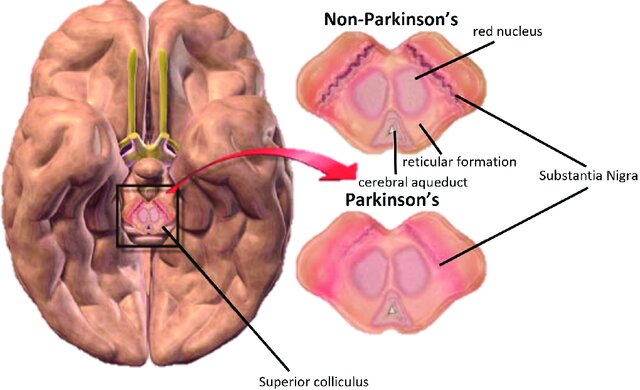 Non-Parkinson's
red nucleus
reticular formation
cerebral aqueduct
Substantia Nigra
Parkinson's
Superior colliculus